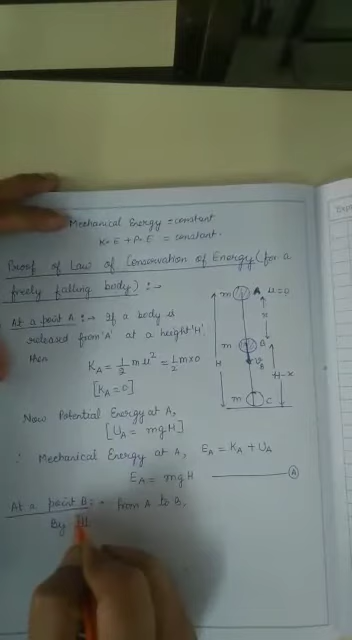 Mechanical Energy = constant
K.E + P.E = constant.
Proof of Law of Conservation of Energy (for a
freely falling body) :→
At a point A :→ If a body is
released from 'A' at a height 'H'.
then
K_A = 1/2 m u² = 1/2 m×0
[K_A = 0]
m A u=0
x
m B
V_B
H
H-x
m C
Now Potential Energy at A,
[U_A = mgH]
∴ Mechanical Energy at A, E_A = K_A + U_A
E_A = mgH A
At a point B :- from A to B,
By